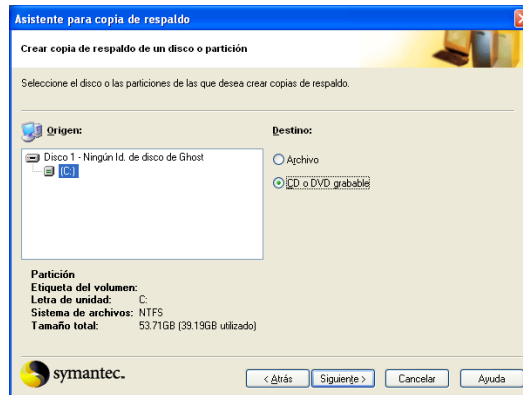 Asistente para copia de respaldo
Crear copia de respaldo de un disco o partición
Seleccione el disco o las particiones de las que desea crear copias de respaldo.
Origen:
Disco 1 - Ningún Id. de disco de Ghost
(C:)
Destino:
Archivo
CD o DVD grabable
Partición
Etiqueta del volumen:
Letra de unidad: C:
Sistema de archivos: NTFS
Tamaño total: 53.71GB (39.19GB utilizado)
symantec.
< Atrás Siguiente > Cancelar Ayuda